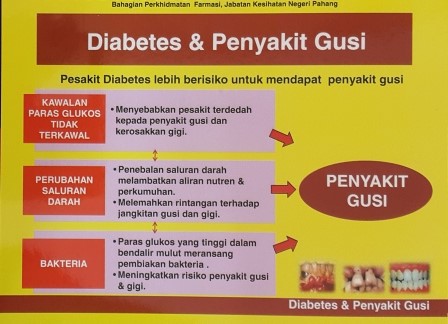 Bahagian Perkhidmatan Farmasi, Jabatan Kesihatan Negeri Pahang
Diabetes & Penyakit Gusi
Pesakit Diabetes lebih berisiko untuk mendapat penyakit gusi
KAWALAN
PARAS GLUKOS
TIDAK
TERKAWAL
• Menyebabkan pesakit terdedah
kepada penyakit gusi dan
kerosakkan gigi.
PERUBAHAN
SALURAN
DARAH
• Penebalan saluran darah
melambatkan aliran nutren &
perkumuhan.
• Melemahkan rintangan terhadap
jangkitan gusi dan gigi.
BAKTERIA
• Paras glukos yang tinggi dalam
bendalir mulut meransang
pembiakan bakteria .
• Meningkatkan risiko penyakit gusi
& gigi.
PENYAKIT
GUSI
Diabetes & Penyakit Gusi